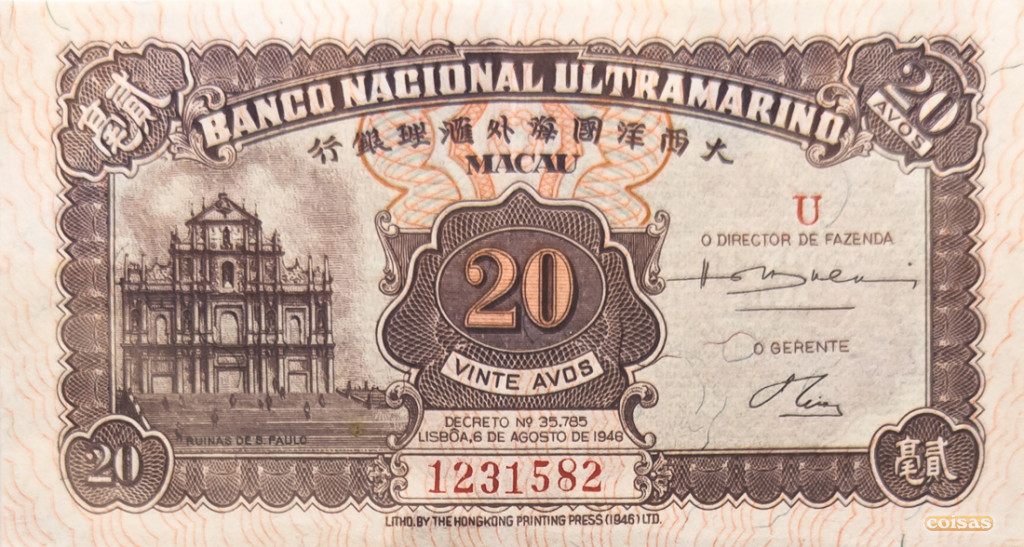 貳毫
BANCO NACIONAL ULTRAMARINO
20
AVOS
行理滙外海國洋西大
MACAU
U
O DIRECTOR DE FAZENDA
20
O GERENTE
VINTE AVOS
DECRETO Nº 35.785
LISBÔA, 6 DE AGOSTO DE 1946
RUINAS DE S. PAULO
20
1231582
貳毫
LITHO. BY THE HONGKONG PRINTING PRESS (1946) LTD.
coisas